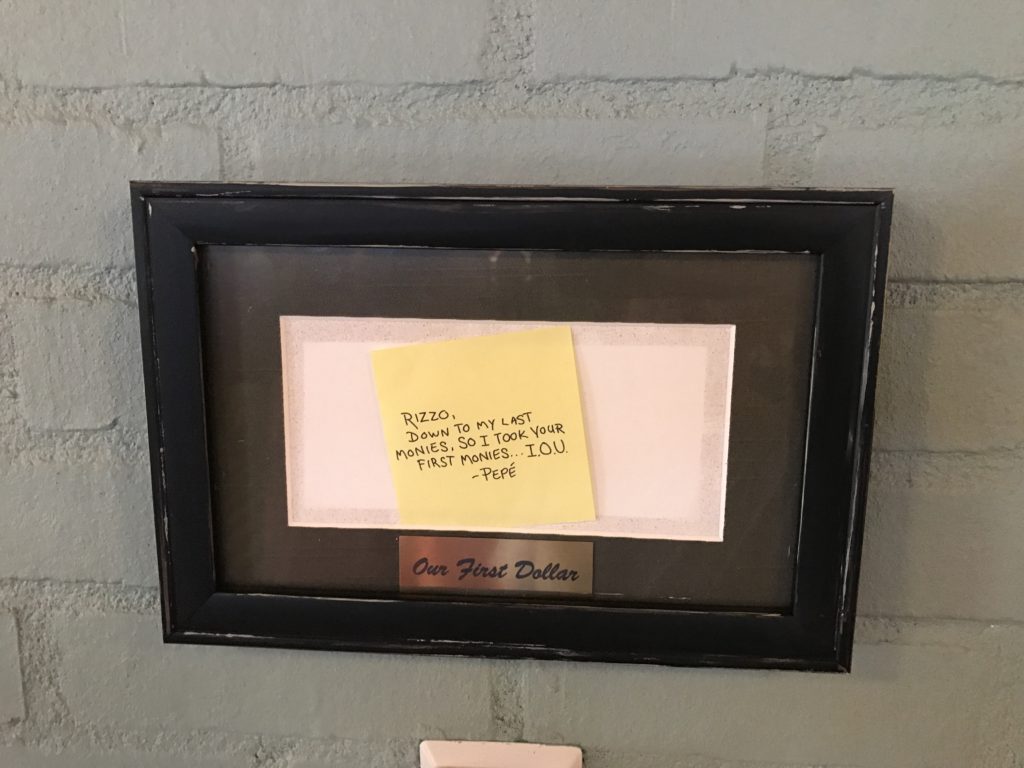 RIZZO,
DOWN TO MY LAST
MONIES, SO I TOOK YOUR
FIRST MONIES... I.O.U.
-PEPÉ
Our First Dollar